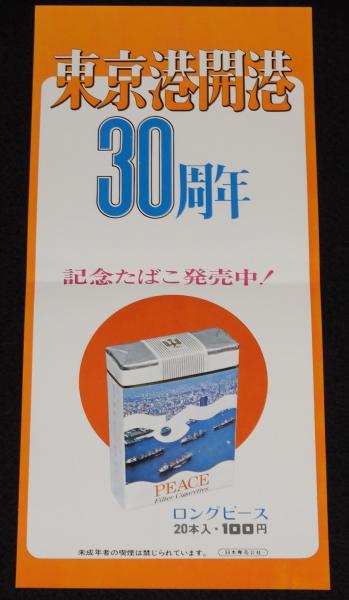 東京港開港
30周年
記念たばこ発売中!
PEACE
Filter Cigarettes
ロングピース
20本入・100円
未成年者の喫煙は禁じられています。 日本専売公社